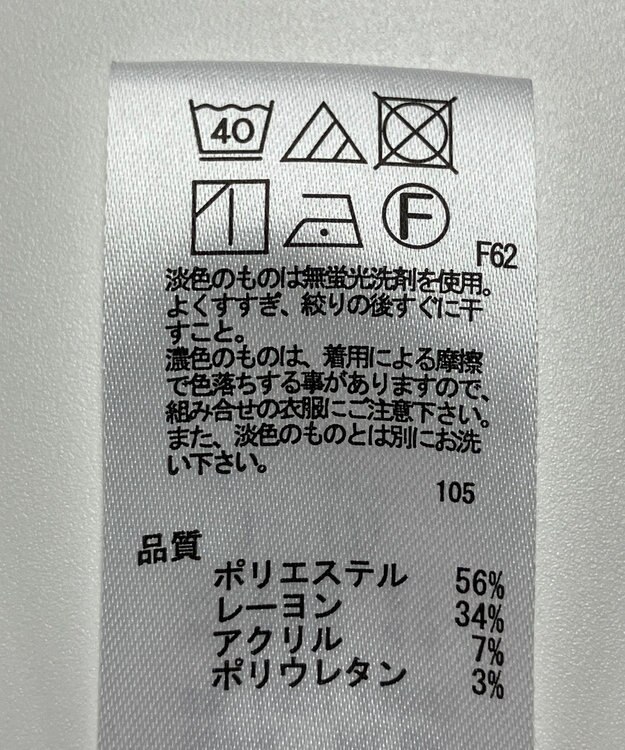 40
F
F62
淡色のものは無蛍光洗剤を使用。
よくすすぎ、絞りの後すぐに干
すこと。
濃色のものは、着用による摩擦
で色落ちする事がありますので、
組み合せの衣服にご注意下さい。
また、淡色のものとは別にお洗
い下さい。
105
品質
ポリエステル 56%
レーヨン 34%
アクリル 7%
ポリウレタン 3%